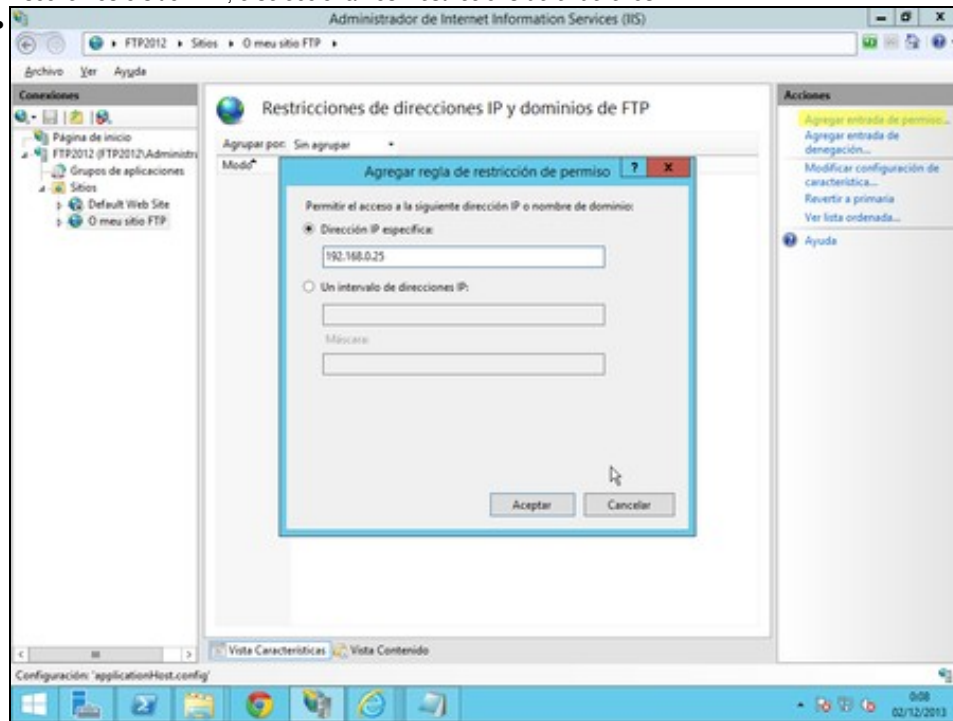 Administrador de Internet Information Services (IIS)
FTP2012 ▸ Sitios ▸ O meu sitio FTP ▸
Archivo Ver Ayuda
Conexiones
Página de inicio
FTP2012 (FTP2012\Administr
Grupos de aplicaciones
Sitios
Default Web Site
O meu sitio FTP
Restricciones de direcciones IP y dominios de FTP
Agrupar por: Sin agrupar
Modo
Agregar regla de restricción de permiso
Permitir el acceso a la siguiente dirección IP o nombre de dominio:
Dirección IP específica:
192.168.0.25
Un intervalo de direcciones IP:
Máscara:
Aceptar Cancelar
Acciones
Agregar entrada de permiso...
Agregar entrada de
denegación...
Modificar configuración de
característica...
Revertir a primaria
Ver lista ordenada...
Ayuda
Vista Características Vista Contenido
Configuración: 'applicationHost.config'
0:08
02/12/2013